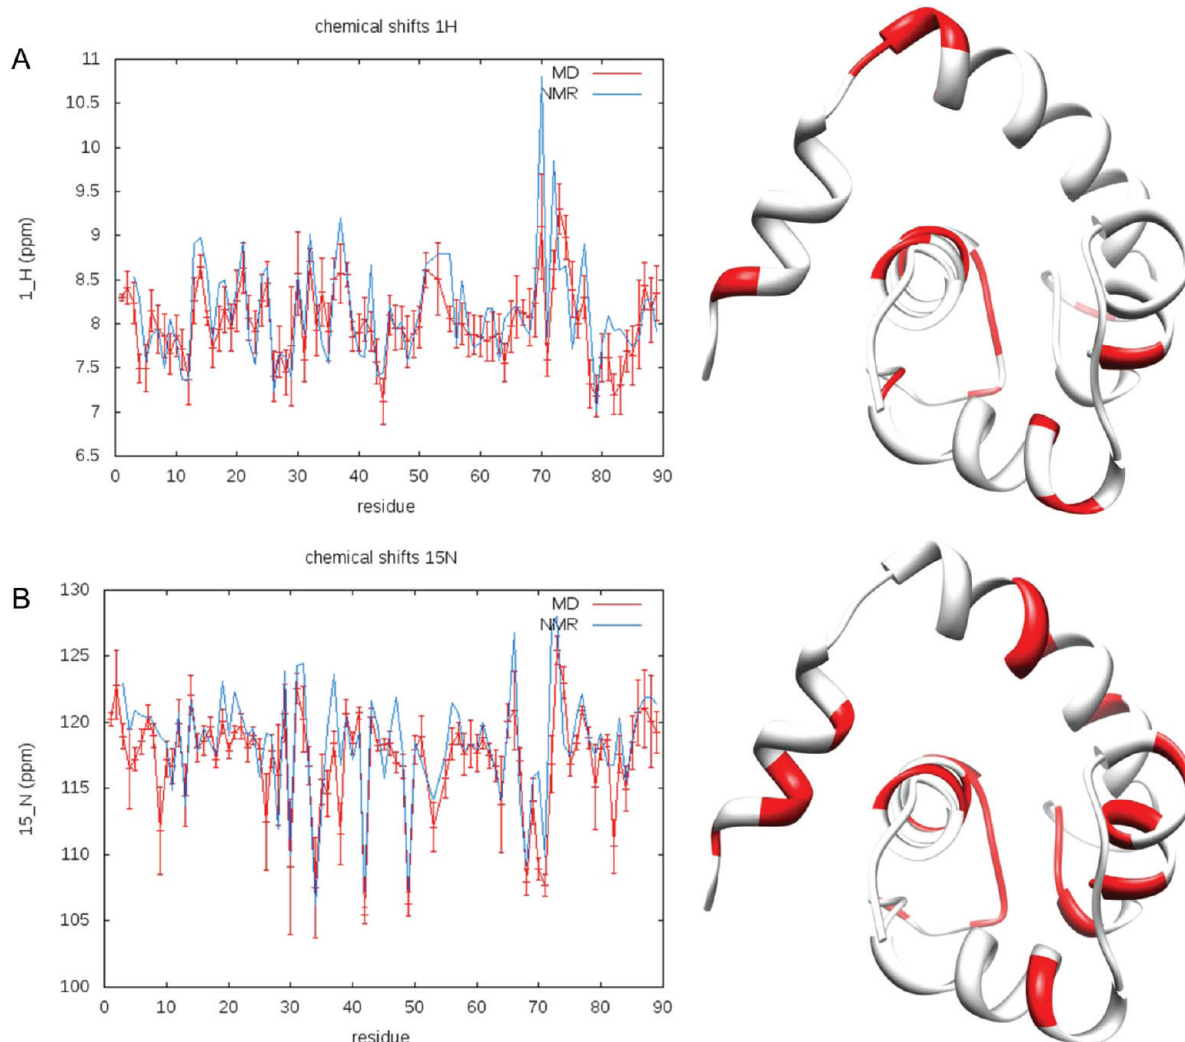 A
chemical shifts 1H
11
10.5
10
9.5
9
8.5
8
7.5
7
6.5
1_H (ppm)
MD
NMR
0 10 20 30 40 50 60 70 80 90
residue
B
chemical shifts 15N
130
125
120
115
110
105
100
15_N (ppm)
MD
NMR
0 10 20 30 40 50 60 70 80 90
residue